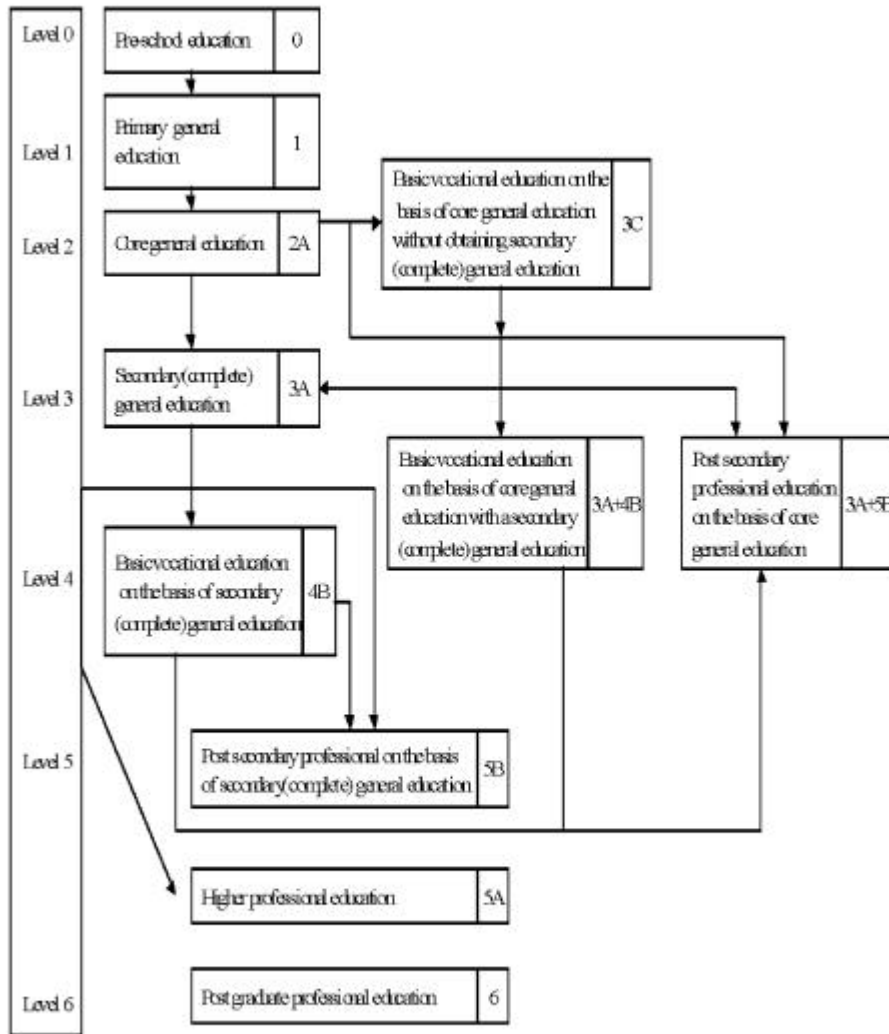 Level 0
Pre-school education
0
Level 1
Primary general
education
1
Basic vocational education on the
basis of core general education
without obtaining secondary
(complete) general education
3C
Level 2
Core general education
2A
Level 3
Secondary (complete)
general education
3A
Basic vocational education
on the basis of core general
education with a secondary
(complete) general education
3A+4B
Post secondary
professional education
on the basis of core
general education
3A+5B
Level 4
Basic vocational education
on the basis of secondary
(complete) general education
4B
Level 5
Post secondary professional on the basis
of secondary (complete) general education
5B
Higher professional education
5A
Level 6
Post graduate professional education
6